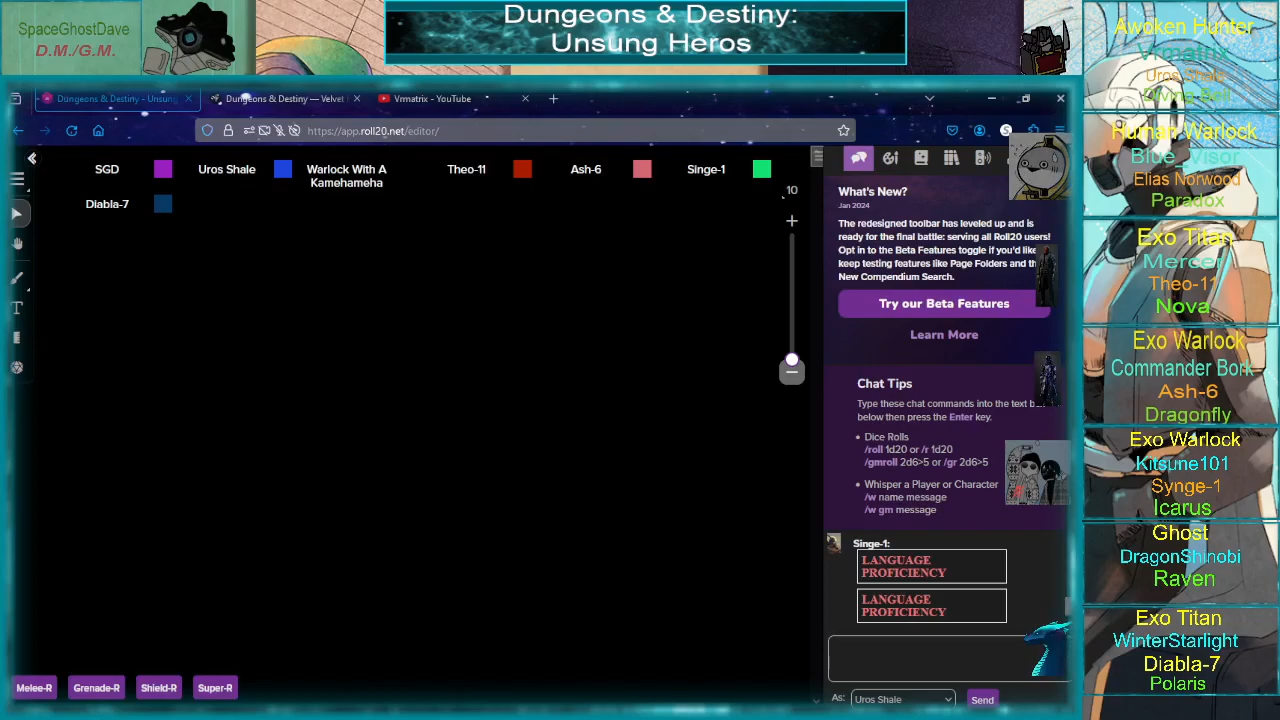 SpaceGhostDave
D.M./G.M.
Dungeons & Destiny:
Unsung Heros
Dungeons & Destiny - Unsung
Dungeons & Destiny — Velvet
Vrmatrix - YouTube
https://app.roll20.net/editor/
SGD
Uros Shale
Warlock With A
Kamehameha
Theo-11
Ash-6
Singe-1
Diabla-7
10
What's New?
Jan 2024
The redesigned toolbar has leveled up and is
ready for the final battle: serving all Roll20 users!
Opt in to the Beta Features toggle if you'd like
keep testing features like Page Folders and th
New Compendium Search.
Try our Beta Features
Learn More
Chat Tips
Type these chat commands into the text b
below then press the Enter key.
• Dice Rolls
/roll 1d20 or /r 1d20
/gmroll 2d6>5 or /gr 2d6>5
• Whisper a Player or Character
/w name message
/w gm message
Singe-1:
LANGUAGE
PROFICIENCY
LANGUAGE
PROFICIENCY
As:
Uros Shale
Send
Melee-R
Grenade-R
Shield-R
Super-R
Awoken Hunter
Vrmatrix
Uros Shale
Diving Bell
Human Warlock
Blue_Visor
Elias Norwood
Paradox
Exo Titan
Mercer
Theo-11
Nova
Exo Warlock
Commander Bork
Ash-6
Dragonfly
Exo Warlock
Kitsune101
Synge-1
Icarus
Ghost
DragonShinobi
Raven
Exo Titan
WinterStarlight
Diabla-7
Polaris